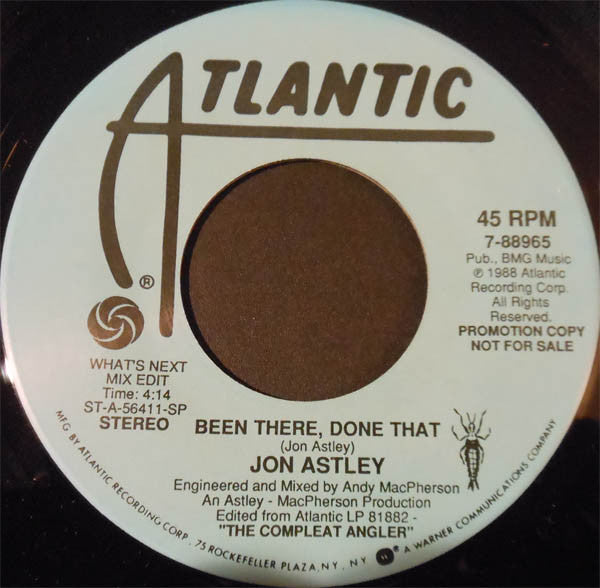 ATLANTIC
®
45 RPM
7-88965
Pub., BMG Music
℗ 1988 Atlantic
Recording Corp.
All Rights
Reserved.
PROMOTION COPY
NOT FOR SALE
WHAT'S NEXT
MIX EDIT
Time: 4:14
ST-A-56411-SP
STEREO
BEEN THERE, DONE THAT
(Jon Astley)
JON ASTLEY
Engineered and Mixed by Andy MacPherson
An Astley - MacPherson Production
Edited from Atlantic LP 81882 -
"THE COMPLEAT ANGLER"
MFG BY ATLANTIC RECORDING CORP., 75 ROCKEFELLER PLAZA, N.Y., N.Y. ® A WARNER COMMUNICATIONS COMPANY